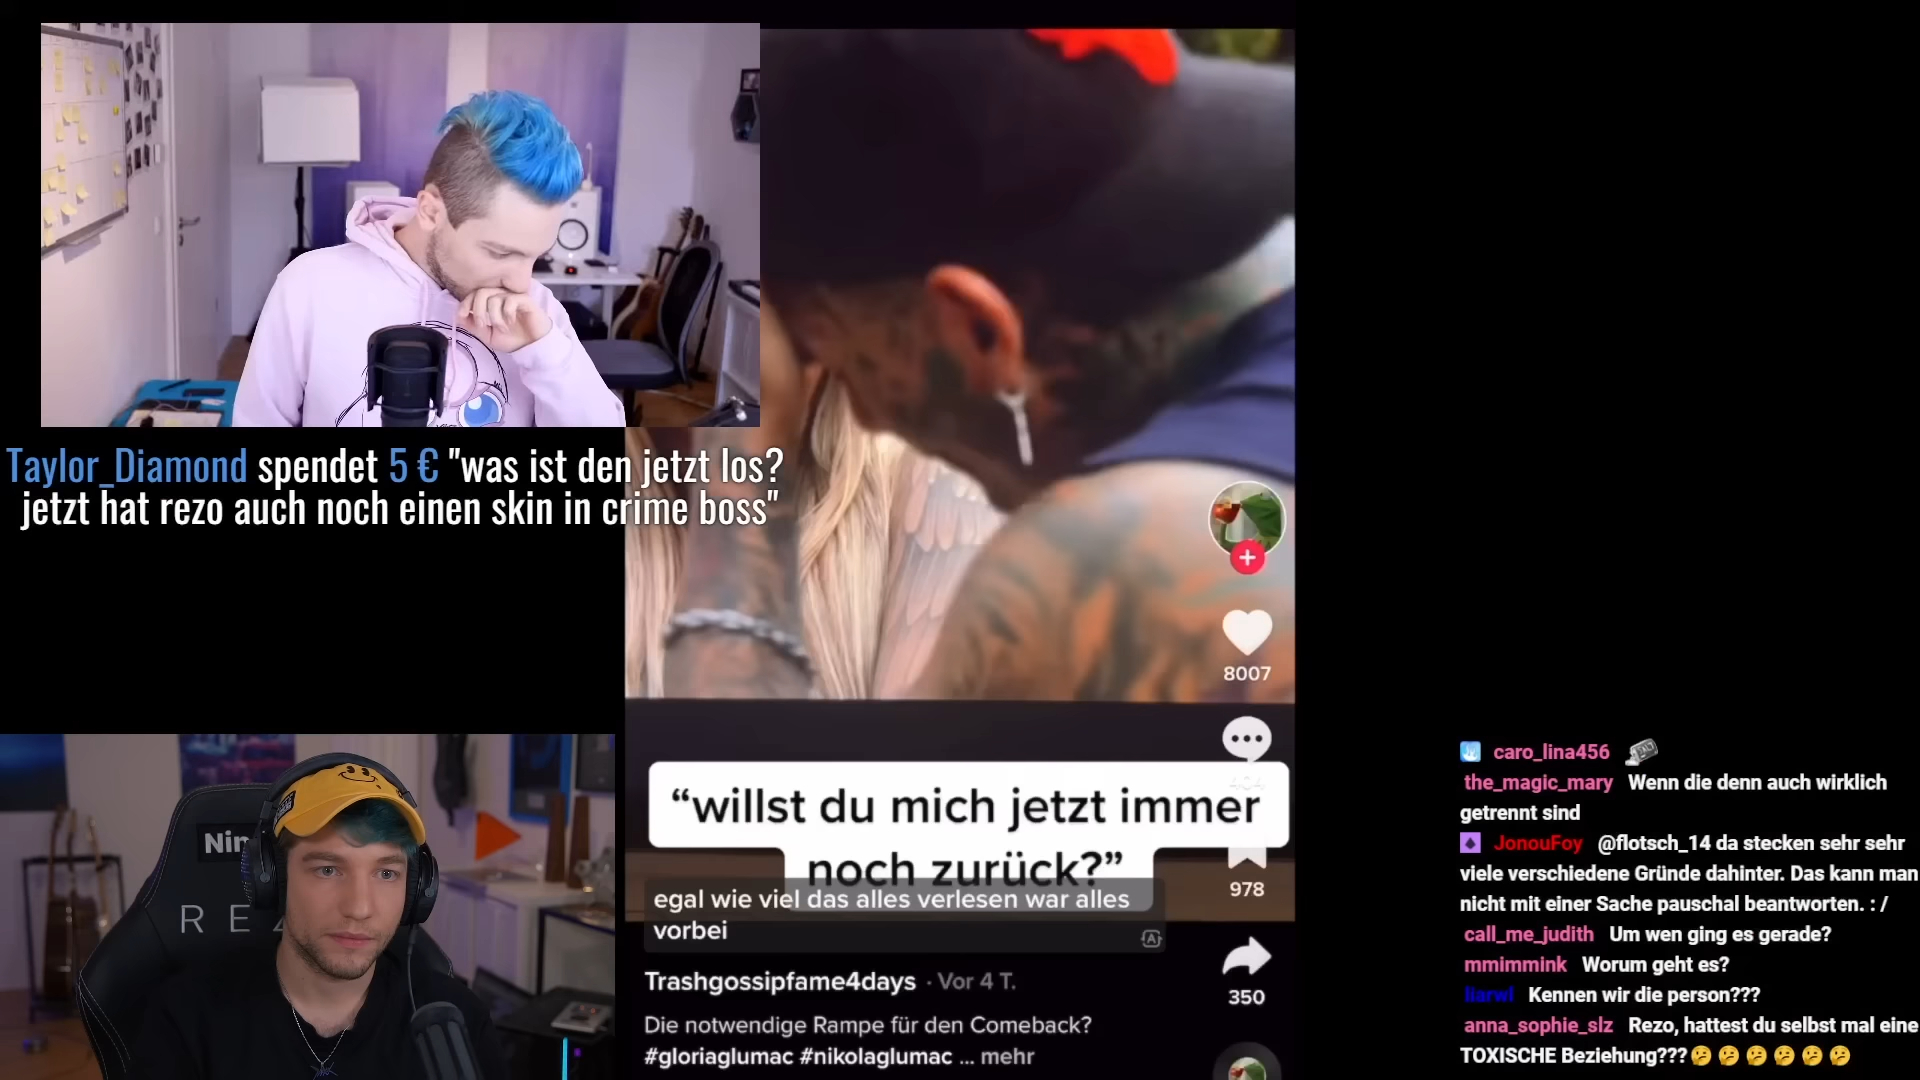 Taylor_Diamond spendet 5 € "was ist den jetzt los?
jetzt hat rezo auch noch einen skin in crime boss"
8007
“willst du mich jetzt immer
noch zurück?”
978
egal wie viel das alles verlesen war alles
vorbei
Trashgossipfame4days · Vor 4 T.
350
Die notwendige Rampe für den Comeback?
#gloriaglumac #nikolaglumac ... mehr
caro_lina456
the_magic_mary Wenn die denn auch wirklich
getrennt sind
JonouFoy @flotsch_14 da stecken sehr sehr
viele verschiedene Gründe dahinter. Das kann man
nicht mit einer Sache pauschal beantworten. : /
call_me_judith Um wen ging es gerade?
mmimmink Worum geht es?
liarwl Kennen wir die person???
anna_sophie_slz Rezo, hattest du selbst mal eine
TOXISCHE Beziehung???🤔🤔🤔🤔🤔🤔
Nin
R E Z